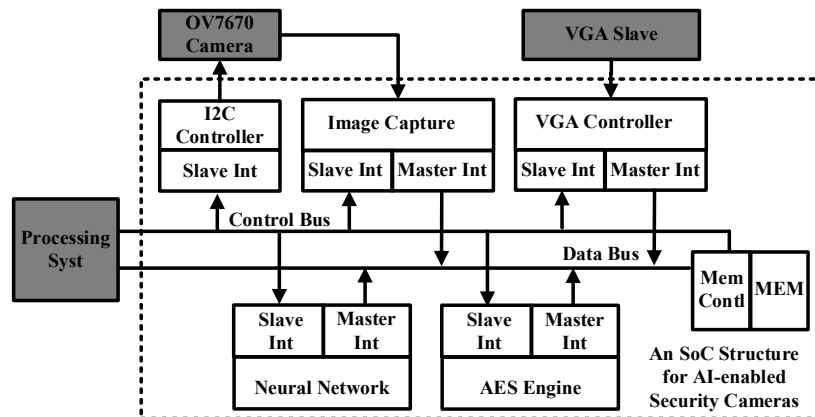 OV7670
Camera
VGA Slave
I2C
Controller
Slave Int
Image Capture
Slave Int
Master Int
VGA Controller
Slave Int
Master Int
Processing
Syst
Control Bus
Data Bus
Mem
Contl
MEM
Slave
Int
Master
Int
Neural Network
Slave
Int
Master
Int
AES Engine
An SoC Structure
for AI-enabled
Security Cameras